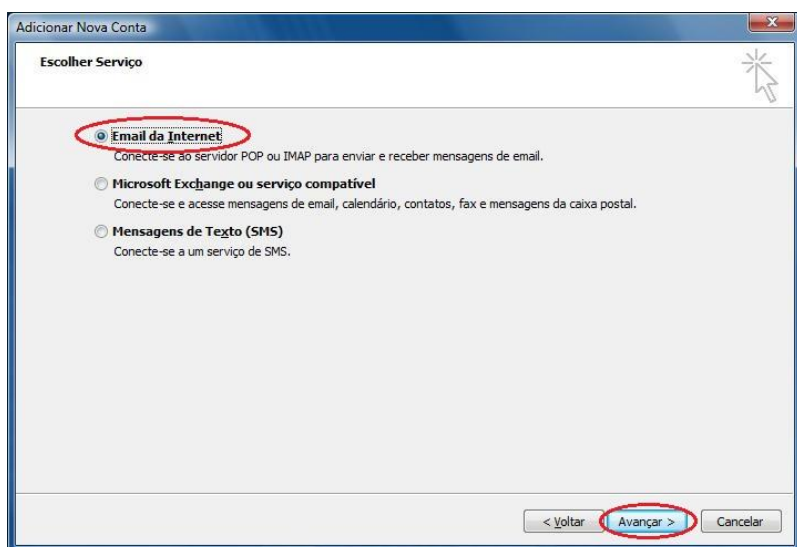 Adicionar Nova Conta
Escolher Serviço
Email da Internet
Conecte-se ao servidor POP ou IMAP para enviar e receber mensagens de email.
Microsoft Exchange ou serviço compatível
Conecte-se e acesse mensagens de email, calendário, contatos, fax e mensagens da caixa postal.
Mensagens de Texto (SMS)
Conecte-se a um serviço de SMS.
< Voltar Avançar > Cancelar